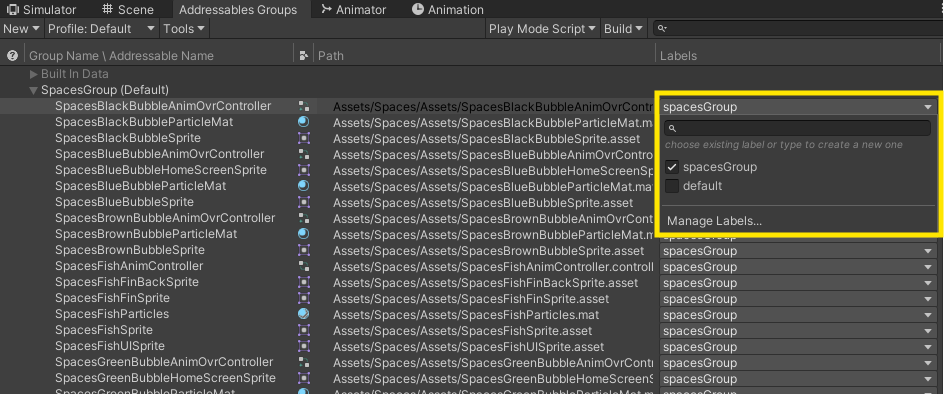 Simulator Scene Addressables Groups Animator Animation
New Profile: Default Tools Play Mode Script Build
Group Name \ Addressable Name Path Labels
Built In Data
SpacesGroup (Default)
SpacesBlackBubbleAnimOvrController Assets/Spaces/Assets/SpacesBlackBubbleAnimOvrContr spacesGroup
SpacesBlackBubbleParticleMat Assets/Spaces/Assets/SpacesBlackBubbleParticleMat.m
SpacesBlackBubbleSprite Assets/Spaces/Assets/SpacesBlackBubbleSprite.asset
choose existing label or type to create a new one
SpacesBlueBubbleAnimOvrController Assets/Spaces/Assets/SpacesBlueBubbleAnimOvrContro
SpacesBlueBubbleHomeScreenSprite Assets/Spaces/Assets/SpacesBlueBubbleHomeScreenSp spacesGroup
SpacesBlueBubbleParticleMat Assets/Spaces/Assets/SpacesBlueBubbleParticleMat.mat default
SpacesBlueBubbleSprite Assets/Spaces/Assets/SpacesBlueBubbleSprite.asset
SpacesBrownBubbleAnimOvrController Assets/Spaces/Assets/SpacesBrownBubbleAnimOvrCont Manage Labels...
SpacesBrownBubbleParticleMat Assets/Spaces/Assets/SpacesBrownBubbleParticleMat.m
SpacesBrownBubbleSprite Assets/Spaces/Assets/SpacesBrownBubbleSprite.asset spacesGroup
SpacesFishAnimController Assets/Spaces/Assets/SpacesFishAnimController.controll spacesGroup
SpacesFishFinBackSprite Assets/Spaces/Assets/SpacesFishFinBackSprite.asset spacesGroup
SpacesFishFinSprite Assets/Spaces/Assets/SpacesFishFinSprite.asset spacesGroup
SpacesFishParticles Assets/Spaces/Assets/SpacesFishParticles.mat spacesGroup
SpacesFishSprite Assets/Spaces/Assets/SpacesFishSprite.asset spacesGroup
SpacesFishUISprite Assets/Spaces/Assets/SpacesFishUISprite.asset spacesGroup
SpacesGreenBubbleAnimOvrController Assets/Spaces/Assets/SpacesGreenBubbleAnimOvrCont spacesGroup
SpacesGreenBubbleHomeScreenSprite Assets/Spaces/Assets/SpacesGreenBubbleHomeScreenS spacesGroup
SpacesGreenBubbleParticleMat Assets/Spaces/Assets/SpacesGreenBubbleParticleMat.m spacesGroup